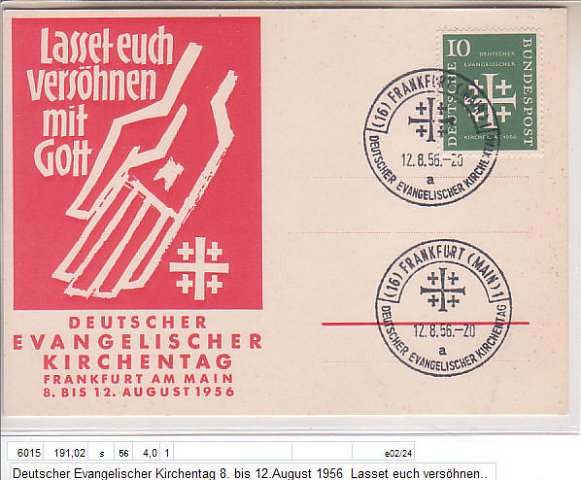 Lasset euch
versöhnen
mit
Gott
DEUTSCHER
EVANGELISCHER
KIRCHENTAG
FRANKFURT AM MAIN
8. BIS 12. AUGUST 1956
10
DEUTSCHER
EVANGELISCHER
KIRCHENTAG 1956
DEUTSCHE
BUNDESPOST
(16) FRANKFURT (MAIN) 1
12.8.56.-20
a
DEUTSCHER EVANGELISCHER KIRCHENTAG
(16) FRANKFURT (MAIN) 1
12.8.56.-20
a
DEUTSCHER EVANGELISCHER KIRCHENTAG
6015 191,02 s 56 4,0 1 e02/24
Deutscher Evangelischer Kirchentag 8. bis 12.August 1956 Lasset euch versöhnen..